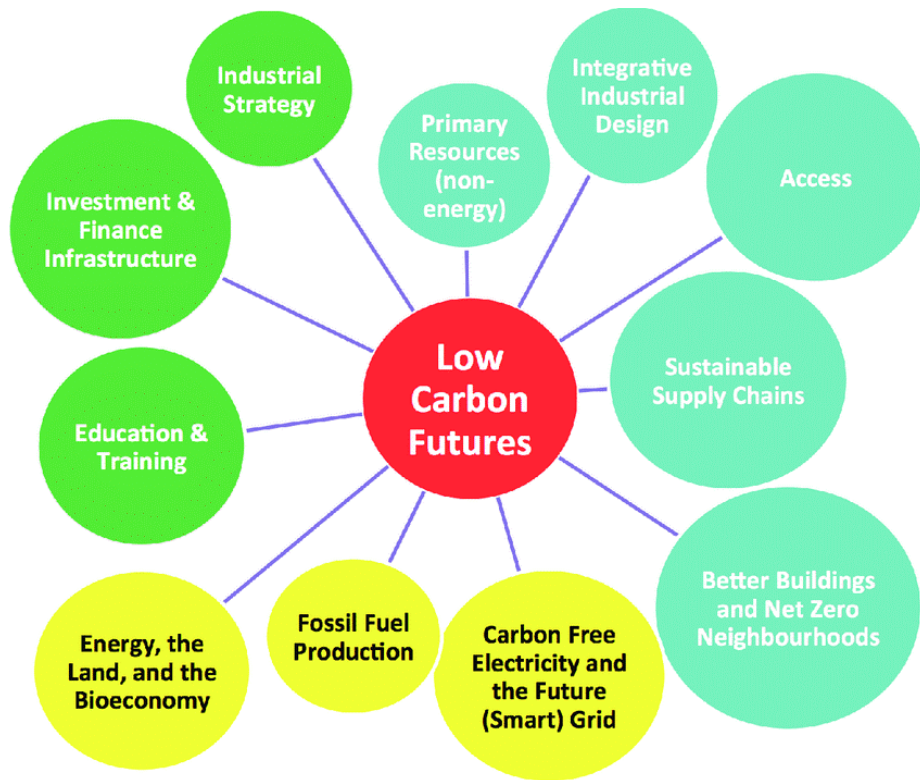 Industrial
Strategy
Integrative
Industrial
Design
Primary
Resources
(non-
energy)
Access
Investment &
Finance
Infrastructure
Low
Carbon
Futures
Sustainable
Supply Chains
Education &
Training
Better Buildings
and Net Zero
Neighbourhoods
Energy, the
Land, and the
Bioeconomy
Fossil Fuel
Production
Carbon Free
Electricity and
the Future
(Smart) Grid